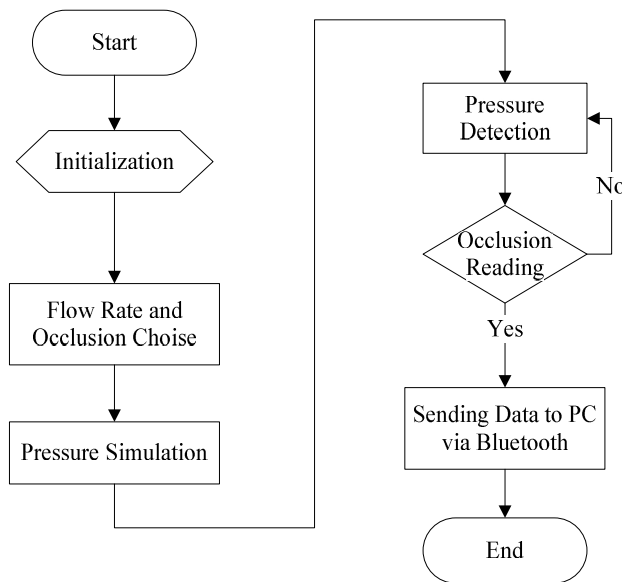 Start
Initialization
Flow Rate and
Occlusion Choise
Pressure Simulation
Pressure
Detection
No
Occlusion
Reading
Yes
Sending Data to PC
via Bluetooth
End